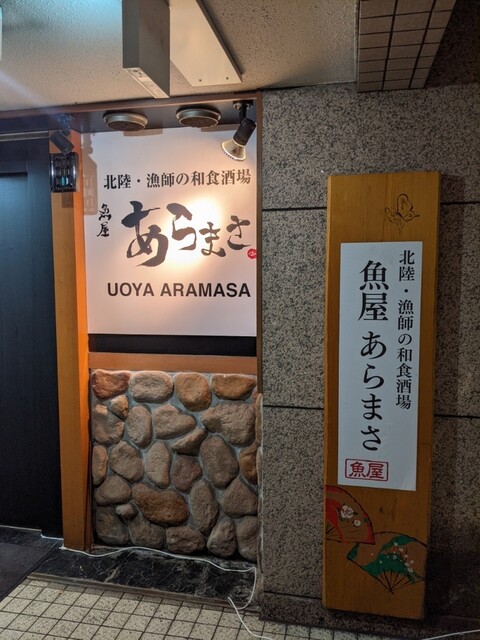 北陸・漁師の和食酒場
魚屋
あらまさ
UOYA ARAMASA
北陸・漁師の和食酒場
魚屋 あらまさ
魚屋